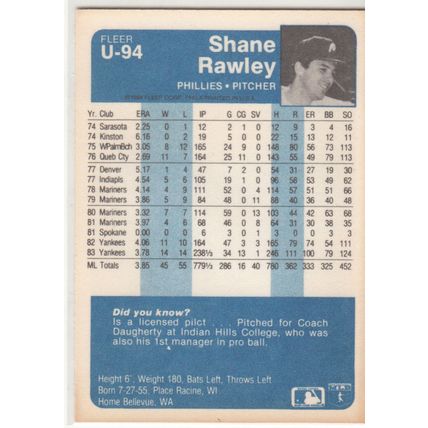 FLEER
U-94
Shane
Rawley
PHILLIES • PITCHER
Yr. Club ERA W L IP G CG SV H R ER BB SO
74 Sarasota 2.25 0 1 12 2 1 0 12 9 3 4 16
74 Kinston 6.16 0 2 19 6 0 0 22 15 13 12 11
75 WPalmBch 3.05 8 12 165 24 9 1 148 80 56 73 113
76 Queb Cty 2.69 11 7 164 25 11 0 143 55 49 79 113
77 Denver 5.17 1 3 47 7 2 0 54 31 27 19 30
77 Indiapls 4.54 5 6 105 19 1 0 96 58 53 49 62
78 Mariners 4.14 4 9 111 52 0 4 114 57 51 51 66
79 Mariners 3.86 5 9 84 48 0 11 88 40 36 40 48
80 Mariners 3.32 7 7 114 59 0 13 103 44 42 63 68
81 Mariners 3.97 4 6 68 46 0 8 64 31 30 38 35
81 Spokane 0.00 0 0 6 3 0 1 3 0 0 3
82 Yankees 4.06 11 10 164 47 3 3 165 79 74 54 111
83 Yankees 3.78 14 14 238⅓ 34 13 1 246 111 100 79 124
ML Totals 3.85 45 55 779⅓ 286 16 40 780 362 333 325 452
Did you know?
Is a licensed pilot . . . Pitched for Coach
Daugherty at Indian Hills College, who was
also his 1st manager in pro ball.
Height 6', Weight 180, Bats Left, Throws Left
Born 7-27-55, Place Racine, WI
Home Bellevue, WA